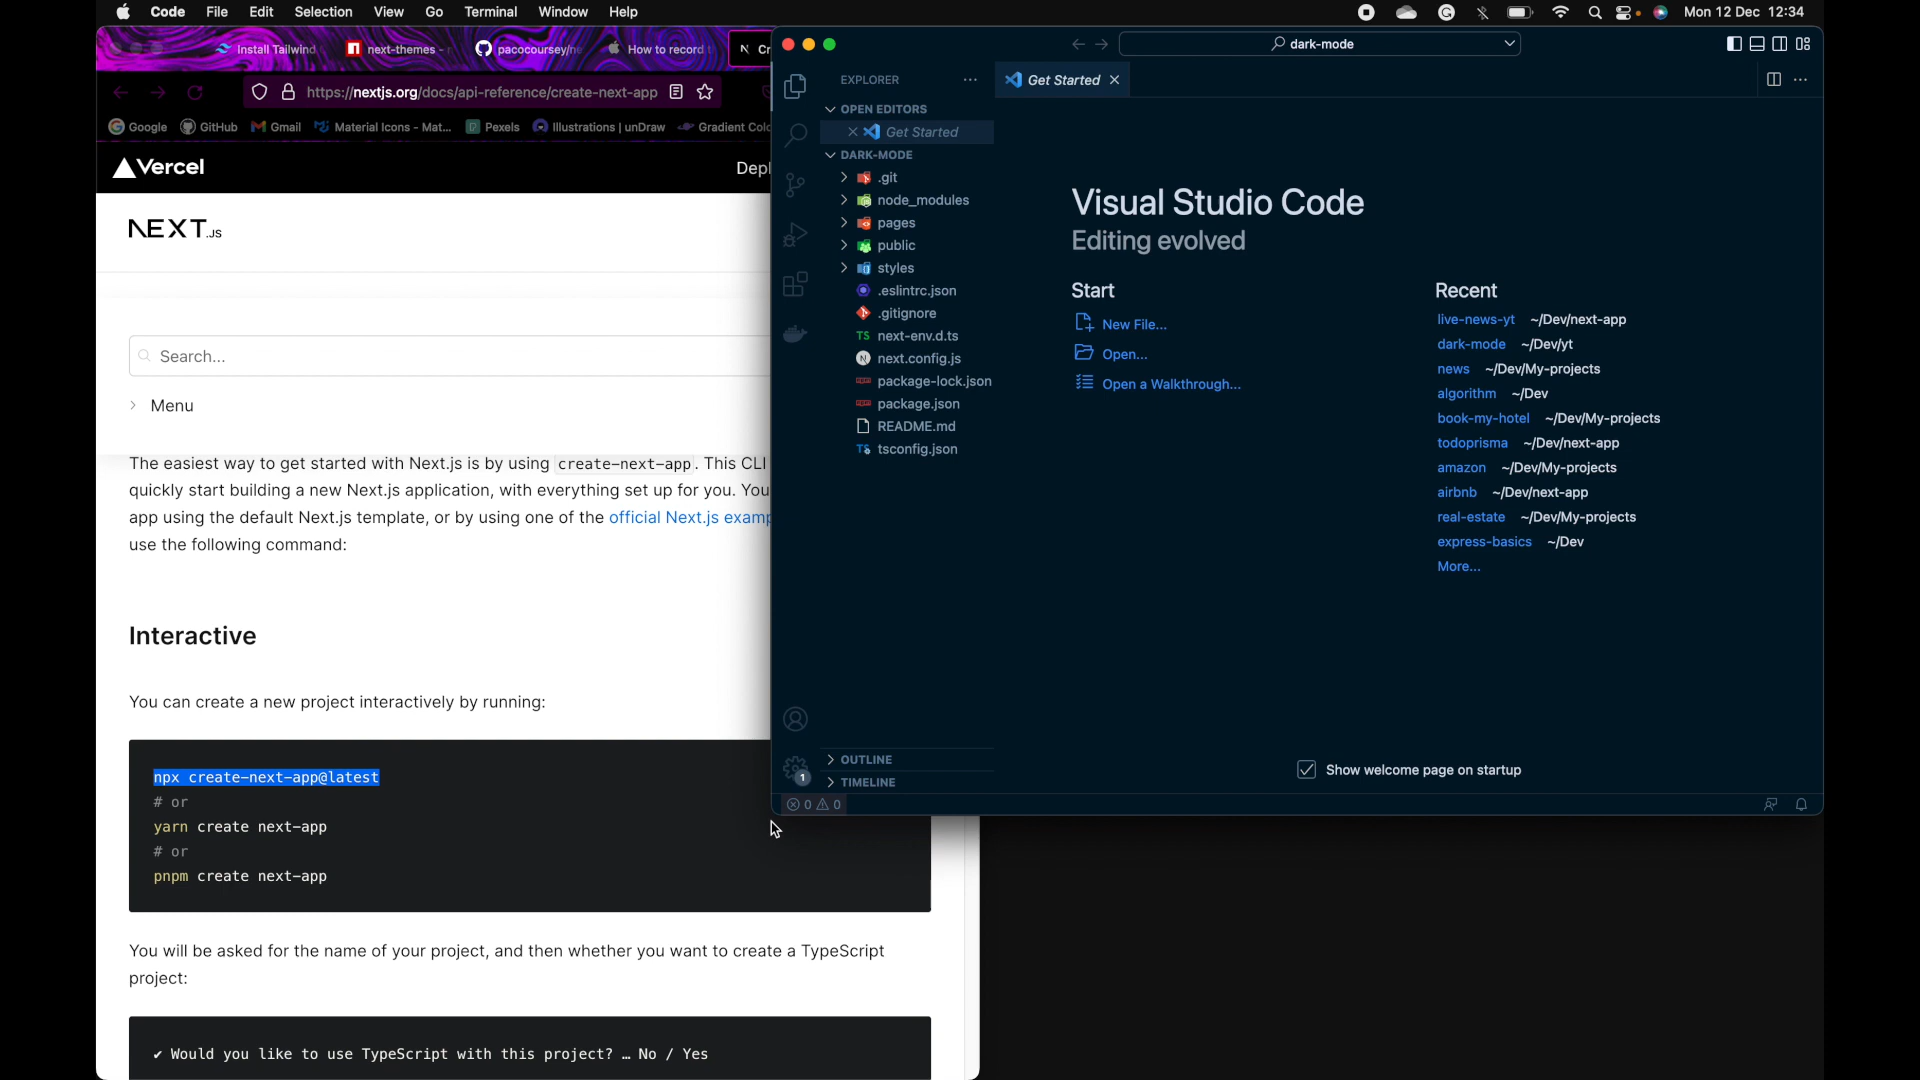 Code File Edit Selection View Go Terminal Window Help Mon 12 Dec 12:34
Install Tailwind next-themes - pacocoursey/ne How to record
https://nextjs.org/docs/api-reference/create-next-app
Google GitHub Gmail Material Icons - Mat... Pexels Illustrations | unDraw Gradient Colo
Vercel
NEXT.JS
Search...
Menu
The easiest way to get started with Next.js is by using create-next-app. This CLI
quickly start building a new Next.js application, with everything set up for you. You
app using the default Next.js template, or by using one of the official Next.js examp
use the following command:
Interactive
You can create a new project interactively by running:
npx create-next-app@latest
# or
yarn create next-app
# or
pnpm create next-app
You will be asked for the name of your project, and then whether you want to create a TypeScript
project:
✔ Would you like to use TypeScript with this project? … No / Yes
dark-mode
EXPLORER
OPEN EDITORS
Get Started
DARK-MODE
.git
node_modules
pages
public
styles
.eslintrc.json
.gitignore
TS next-env.d.ts
next.config.js
package-lock.json
package.json
README.md
TS tsconfig.json
OUTLINE
TIMELINE
1
0 0
Get Started
Visual Studio Code
Editing evolved
Start
New File...
Open...
Open a Walkthrough...
Recent
live-news-yt ~/Dev/next-app
dark-mode ~/Dev/yt
news ~/Dev/My-projects
algorithm ~/Dev
book-my-hotel ~/Dev/My-projects
todoprisma ~/Dev/next-app
amazon ~/Dev/My-projects
airbnb ~/Dev/next-app
real-estate ~/Dev/My-projects
express-basics ~/Dev
More...
Show welcome page on startup